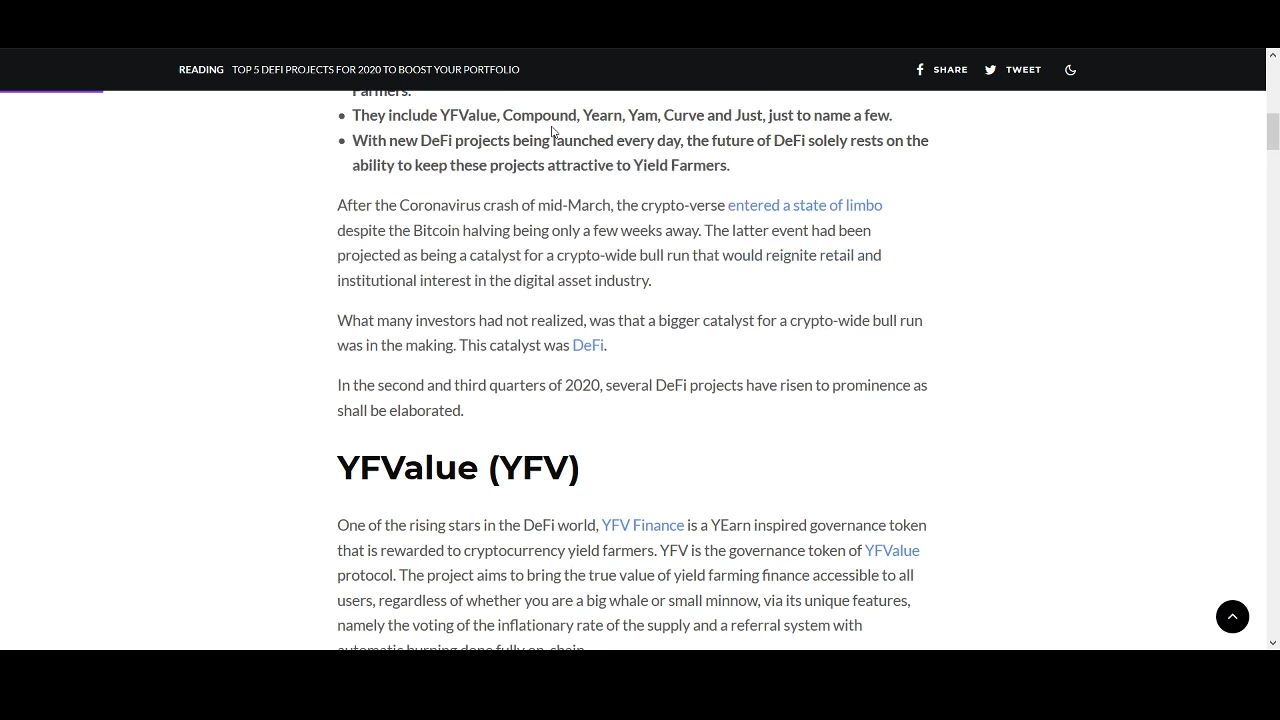 READING TOP 5 DEFI PROJECTS FOR 2020 TO BOOST YOUR PORTFOLIO
SHARE TWEET
Farmers.
• They include YFValue, Compound, Yearn, Yam, Curve and Just, just to name a few.
• With new DeFi projects being launched every day, the future of DeFi solely rests on the
ability to keep these projects attractive to Yield Farmers.
After the Coronavirus crash of mid-March, the crypto-verse entered a state of limbo
despite the Bitcoin halving being only a few weeks away. The latter event had been
projected as being a catalyst for a crypto-wide bull run that would reignite retail and
institutional interest in the digital asset industry.
What many investors had not realized, was that a bigger catalyst for a crypto-wide bull run
was in the making. This catalyst was DeFi.
In the second and third quarters of 2020, several DeFi projects have risen to prominence as
shall be elaborated.
YFValue (YFV)
One of the rising stars in the DeFi world, YFV Finance is a YEarn inspired governance token
that is rewarded to cryptocurrency yield farmers. YFV is the governance token of YFValue
protocol. The project aims to bring the true value of yield farming finance accessible to all
users, regardless of whether you are a big whale or small minnow, via its unique features,
namely the voting of the inflationary rate of the supply and a referral system with
automatic burning done fully on-chain.